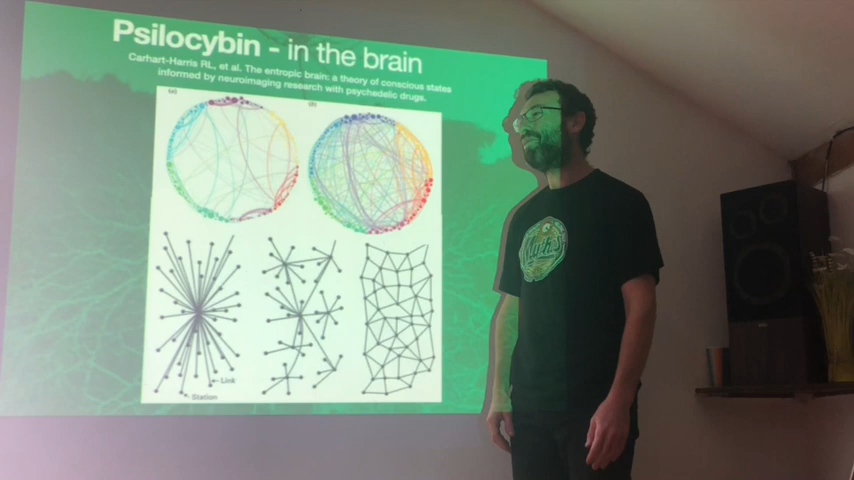 Psilocybin - in the brain
Carhart-Harris RL, et al. The entropic brain: a theory of conscious states
informed by neuroimaging research with psychedelic drugs.
(a)
(b)
Link
Station